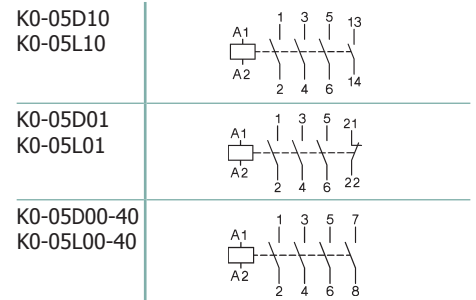 K0-05D10
K0-05L10
1 3 5 13
A1
A2
2 4 6 14
K0-05D01
K0-05L01
1 3 5 21
A1
A2
2 4 6 22
K0-05D00-40
K0-05L00-40
1 3 5 7
A1
A2
2 4 6 8